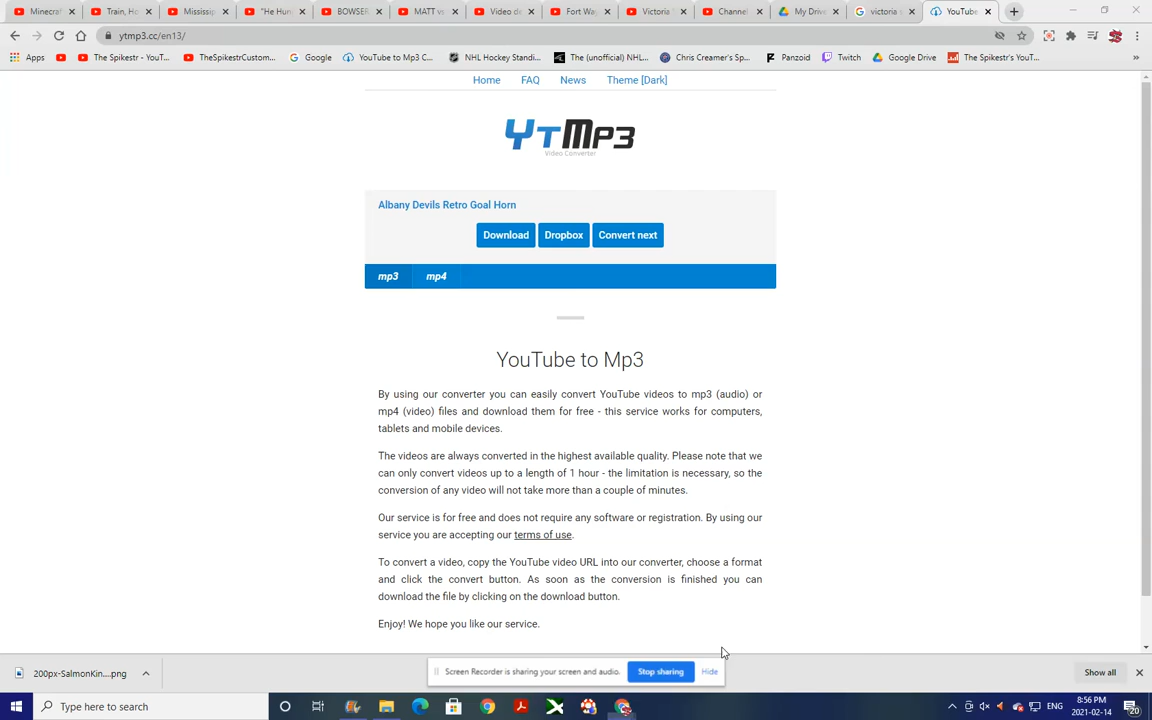 Minecraf
Train, Ho
Mississip
"He Hun
BOWSER
MATT vs
Video de
Fort Way
Victoria
Channel
My Drive
victoria s
YouTube
ytmp3.cc/en13/
Apps
The Spikestr - YouT...
TheSpikestrCustom...
Google
YouTube to Mp3 C...
NHL Hockey Standi...
The (unofficial) NHL...
Chris Creamer's Sp...
Panzoid
Twitch
Google Drive
The Spikestr's YouT...
»
Home FAQ News Theme [Dark]
YTMP3
Video Converter
Albany Devils Retro Goal Horn
Download Dropbox Convert next
mp3 mp4
YouTube to Mp3
By using our converter you can easily convert YouTube videos to mp3 (audio) or
mp4 (video) files and download them for free - this service works for computers,
tablets and mobile devices.
The videos are always converted in the highest available quality. Please note that we
can only convert videos up to a length of 1 hour - the limitation is necessary, so the
conversion of any video will not take more than a couple of minutes.
Our service is for free and does not require any software or registration. By using our
service you are accepting our terms of use.
To convert a video, copy the YouTube video URL into our converter, choose a format
and click the convert button. As soon as the conversion is finished you can
download the file by clicking on the download button.
Enjoy! We hope you like our service.
200px-SalmonKin....png
Screen Recorder is sharing your screen and audio. Stop sharing Hide
Show all
Type here to search
ENG
8:56 PM
2021-02-14
20